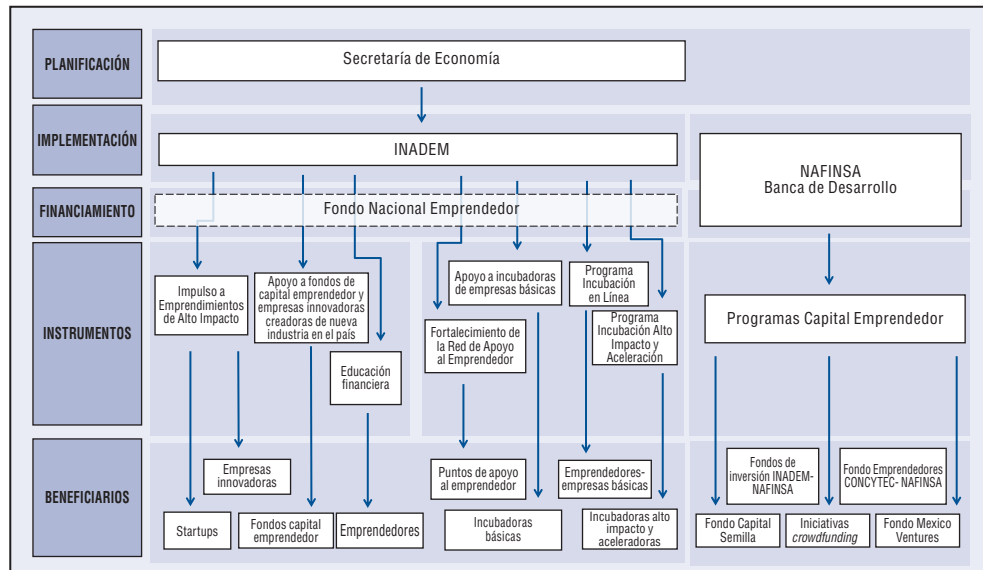 PLANIFICACIÓN
Secretaría de Economía
IMPLEMENTACIÓN
INADEM
NAFINSA
Banca de Desarrollo
FINANCIAMIENTO
Fondo Nacional Emprendedor
INSTRUMENTOS
Impulso a
Emprendimientos
de Alto Impacto
Apoyo a fondos de
capital emprendedor y
empresas innovadoras
creadoras de nueva
industria en el país
Educación
financiera
Apoyo a incubadoras
de empresas básicas
Fortalecimiento de
la Red de Apoyo
al Emprendedor
Programa
Incubación
en Línea
Programa
Incubación Alto
Impacto y
Aceleración
Programas Capital Emprendedor
BENEFICIARIOS
Empresas
innovadoras
Startups
Fondos capital
emprendedor
Emprendedores
Puntos de apoyo
al emprendedor
Incubadoras
básicas
Emprendedores-
empresas básicas
Incubadoras alto
impacto y aceleradoras
Fondos de
inversión INADEM-
NAFINSA
Fondo Emprendedores
CONCYTEC- NAFINSA
Fondo Capital
Semilla
Iniciativas
crowdfunding
Fondo Mexico
Ventures